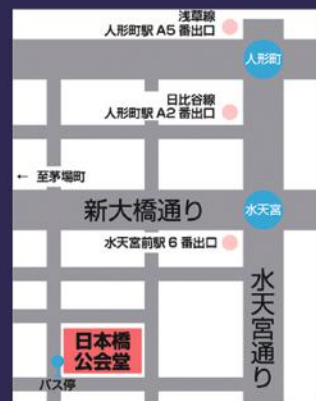 浅草線
人形町駅 A5 番出口
人形町
日比谷線
人形町駅 A2 番出口
← 至茅場町
新大橋通り
水天宮
水天宮前駅 6 番出口
水天宮通り
日本橋
公会堂
バス停